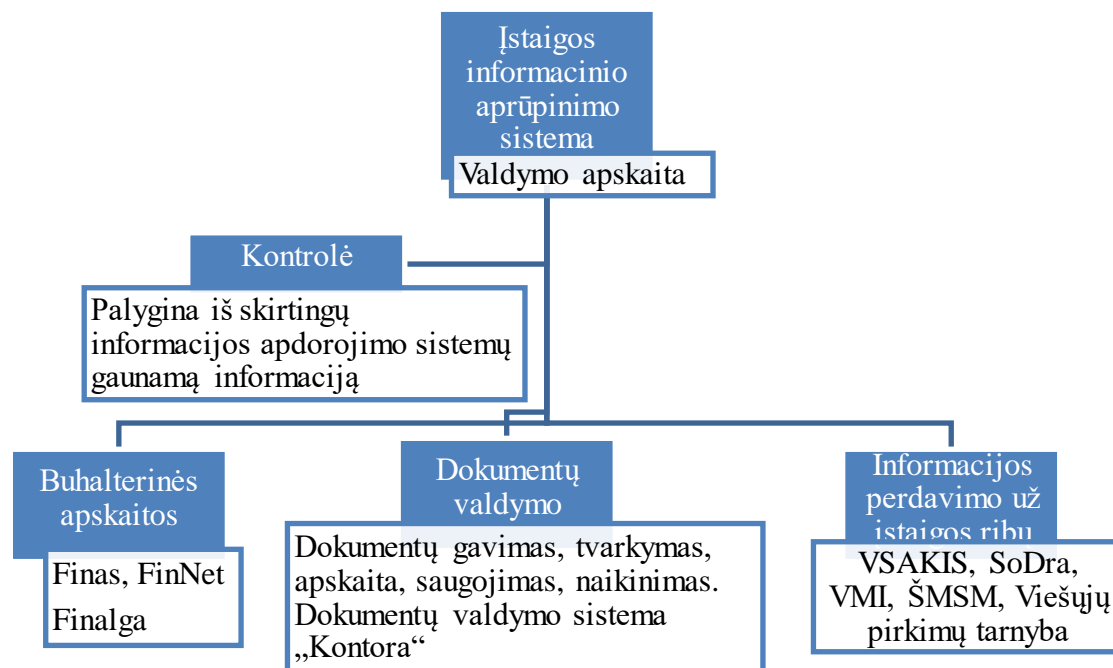 Įstaigos
informacinio
aprūpinimo
sistema
Valdymo apskaita
Kontrolė
Palygina iš skirtingų
informacijos apdorojimo sistemų
gaunamą informaciją
Buhalterinės
apskaitos
Finas, FinNet
Finalga
Dokumentų
valdymo
Dokumentų gavimas, tvarkymas,
apskaita, saugojimas, naikinimas.
Dokumentų valdymo sistema
„Kontora“
Informacijos
perdavimo už
įstaigos ribų
VSAKIS, SoDra,
VMI, ŠMSM, Viešųjų
pirkimų tarnyba